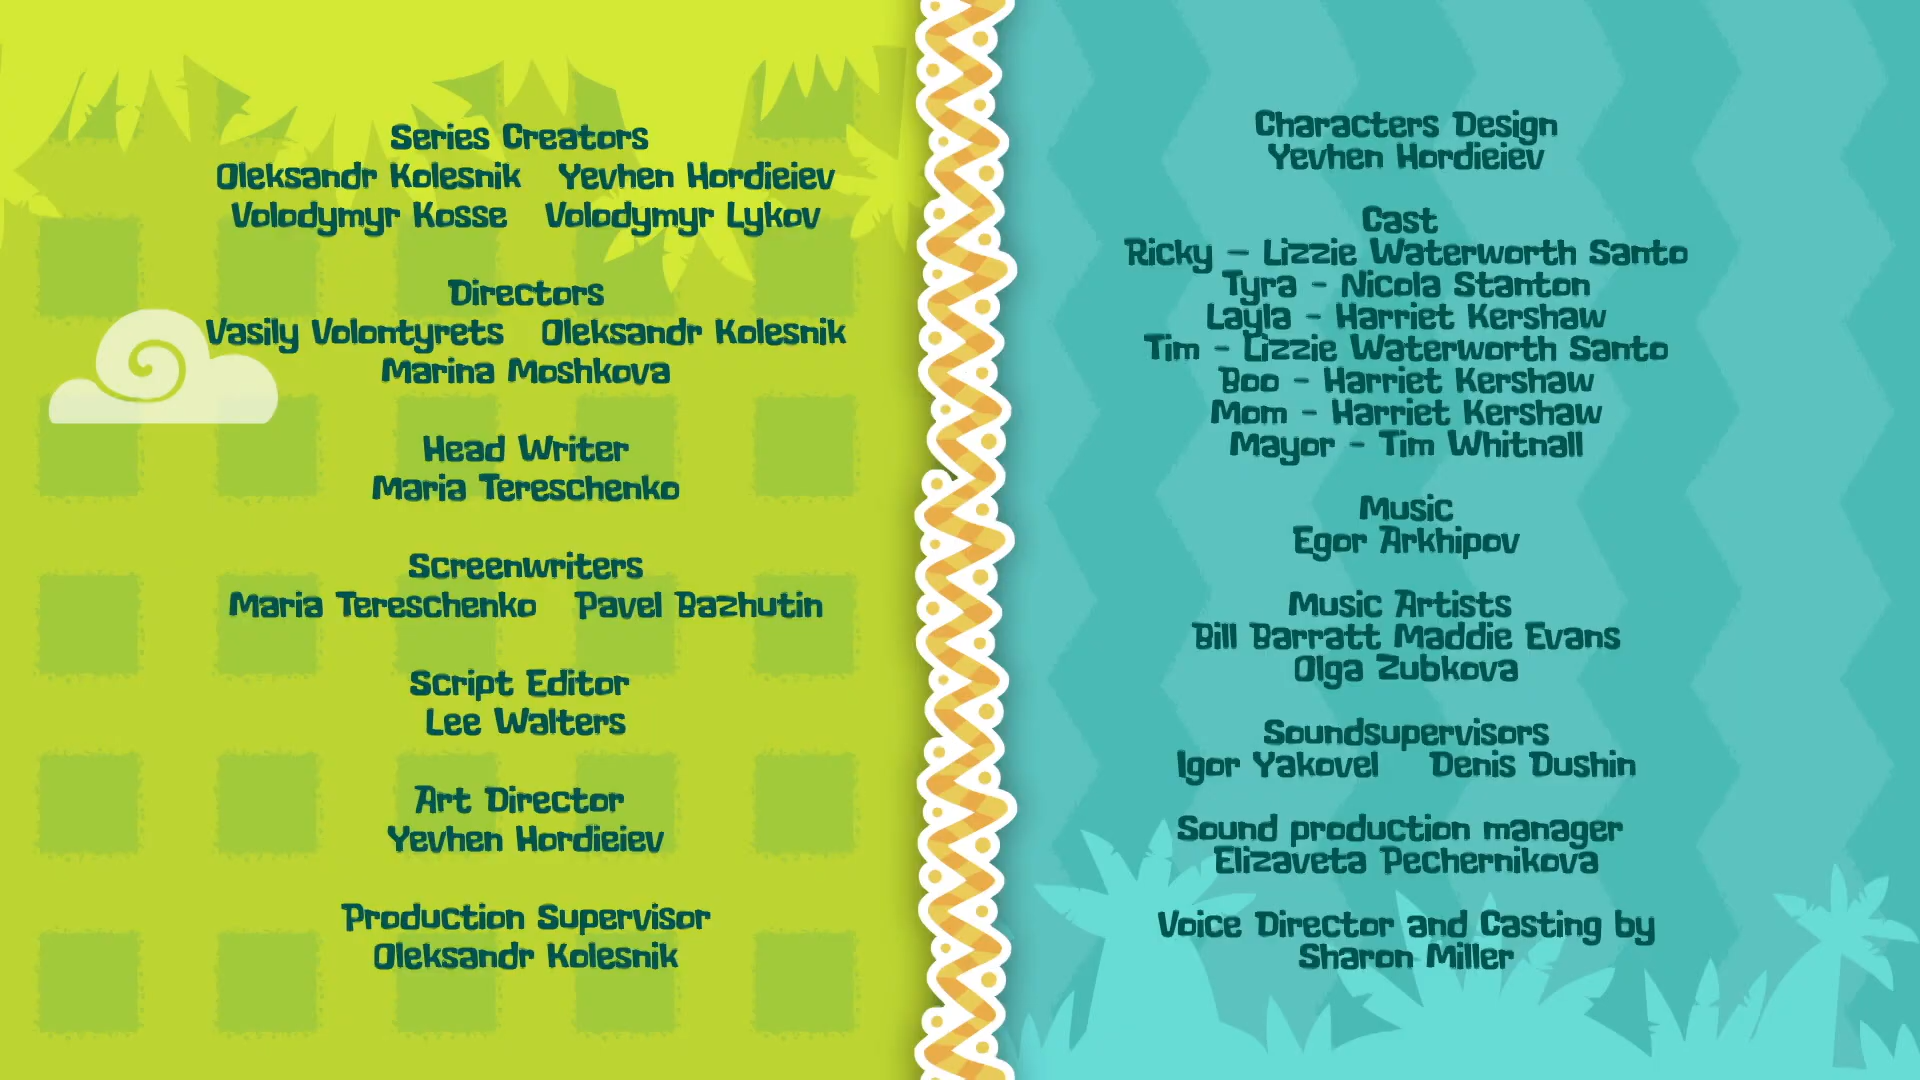 Series Creators
Oleksandr Kolesnik Yevhen Hordieiev
Volodymyr Kosse Volodymyr Lykov
Directors
Vasily Volontyrets Oleksandr Kolesnik
Marina Moshkova
Head Writer
Maria Tereschenko
Screenwriters
Maria Tereschenko Pavel Bazhutin
Script Editor
Lee Walters
Art Director
Yevhen Hordieiev
Production Supervisor
Oleksandr Kolesnik
Characters Design
Yevhen Hordieiev
Cast
Ricky – Lizzie Waterworth Santo
Tyra – Nicola Stanton
Layla – Harriet Kershaw
Tim – Lizzie Waterworth Santo
Boo – Harriet Kershaw
Mom – Harriet Kershaw
Mayor – Tim Whitnall
Music
Egor Arkhipov
Music Artists
Bill Barratt Maddie Evans
Olga Zubkova
Soundsupervisors
Igor Yakovel Denis Dushin
Sound production manager
Elizaveta Pechernikova
Voice Director and Casting by
Sharon Miller